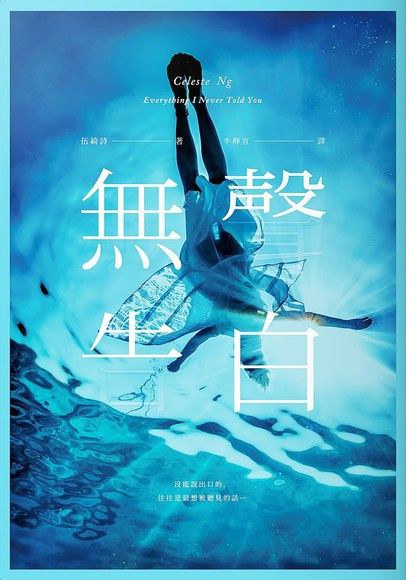 Celeste Ng
Everything I Never Told You
伍綺詩 著 李靜宜 譯
無聲
告白
沒能說出口的，
往往是最想被聽見的話…